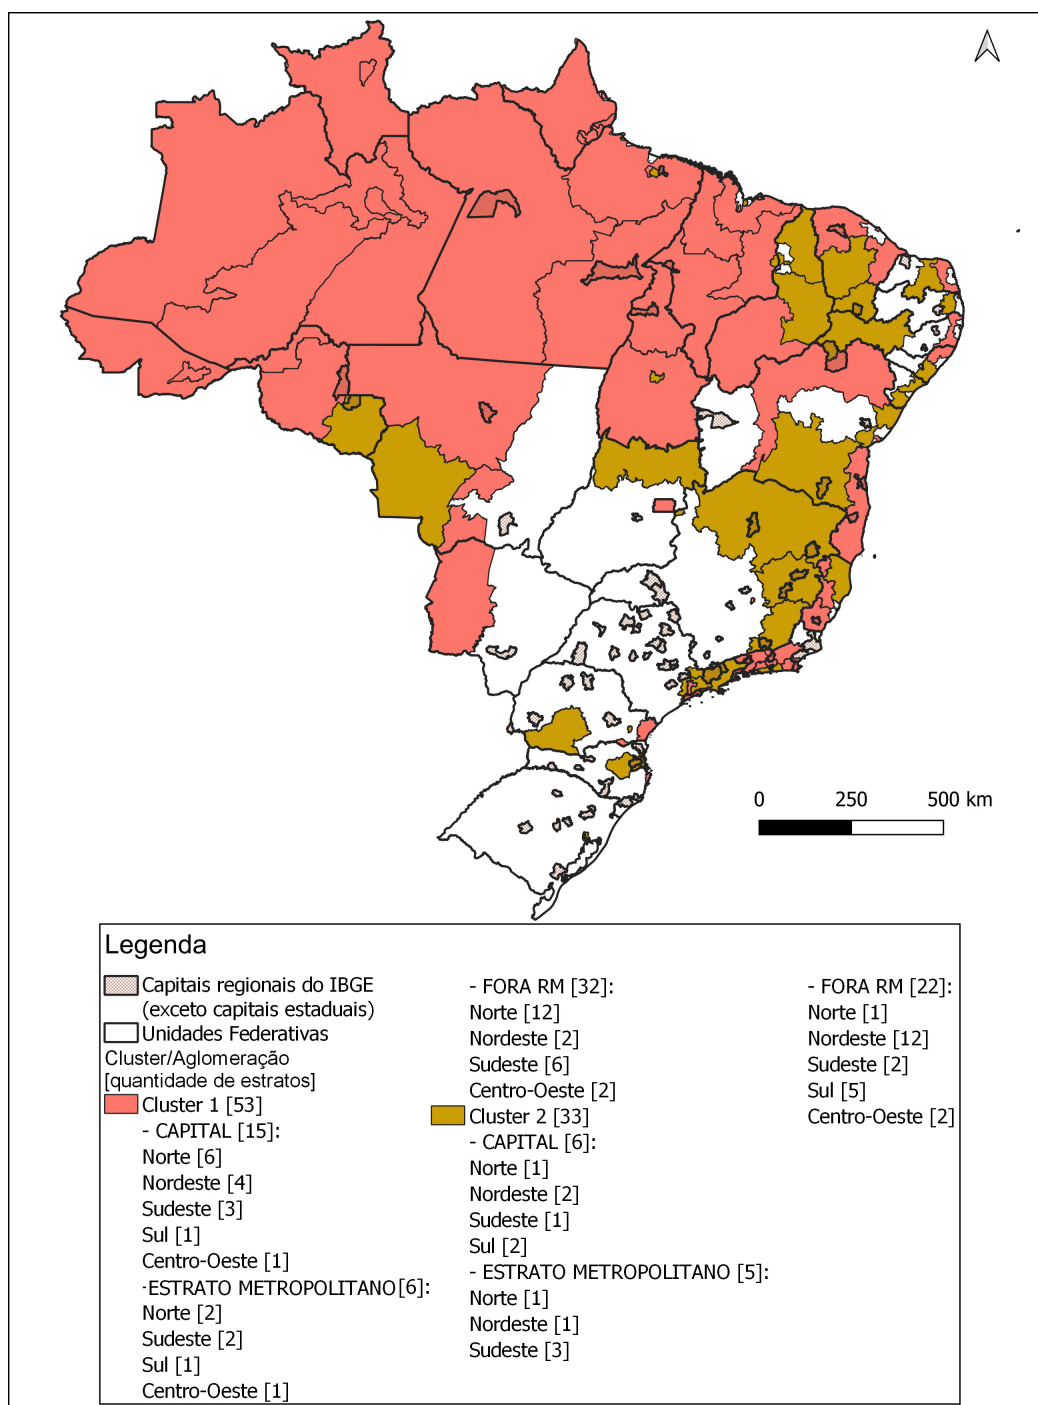 0 250 500 km
Legenda
Capitais regionais do IBGE
(exceto capitais estaduais)
Unidades Federativas
Cluster/Aglomeração
[quantidade de estratos]
Cluster 1 [53]
- CAPITAL [15]:
Norte [6]
Nordeste [4]
Sudeste [3]
Sul [1]
Centro-Oeste [1]
-ESTRATO METROPOLITANO[6]:
Norte [2]
Sudeste [2]
Sul [1]
Centro-Oeste [1]
- FORA RM [32]:
Norte [12]
Nordeste [2]
Sudeste [6]
Centro-Oeste [2]
Cluster 2 [33]
- CAPITAL [6]:
Norte [1]
Nordeste [2]
Sudeste [1]
Sul [2]
- ESTRATO METROPOLITANO [5]:
Norte [1]
Nordeste [1]
Sudeste [3]
- FORA RM [22]:
Norte [1]
Nordeste [12]
Sudeste [2]
Sul [5]
Centro-Oeste [2]